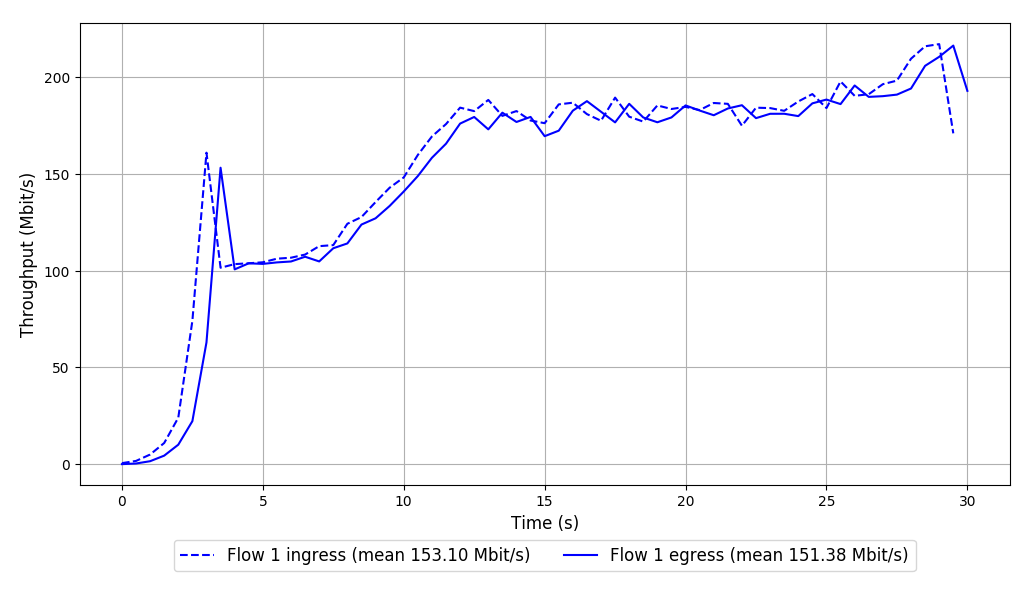 Throughput (Mbit/s)
200
150
100
50
0
0 5 10 15 20 25 30
Time (s)
Flow 1 ingress (mean 153.10 Mbit/s) Flow 1 egress (mean 151.38 Mbit/s)